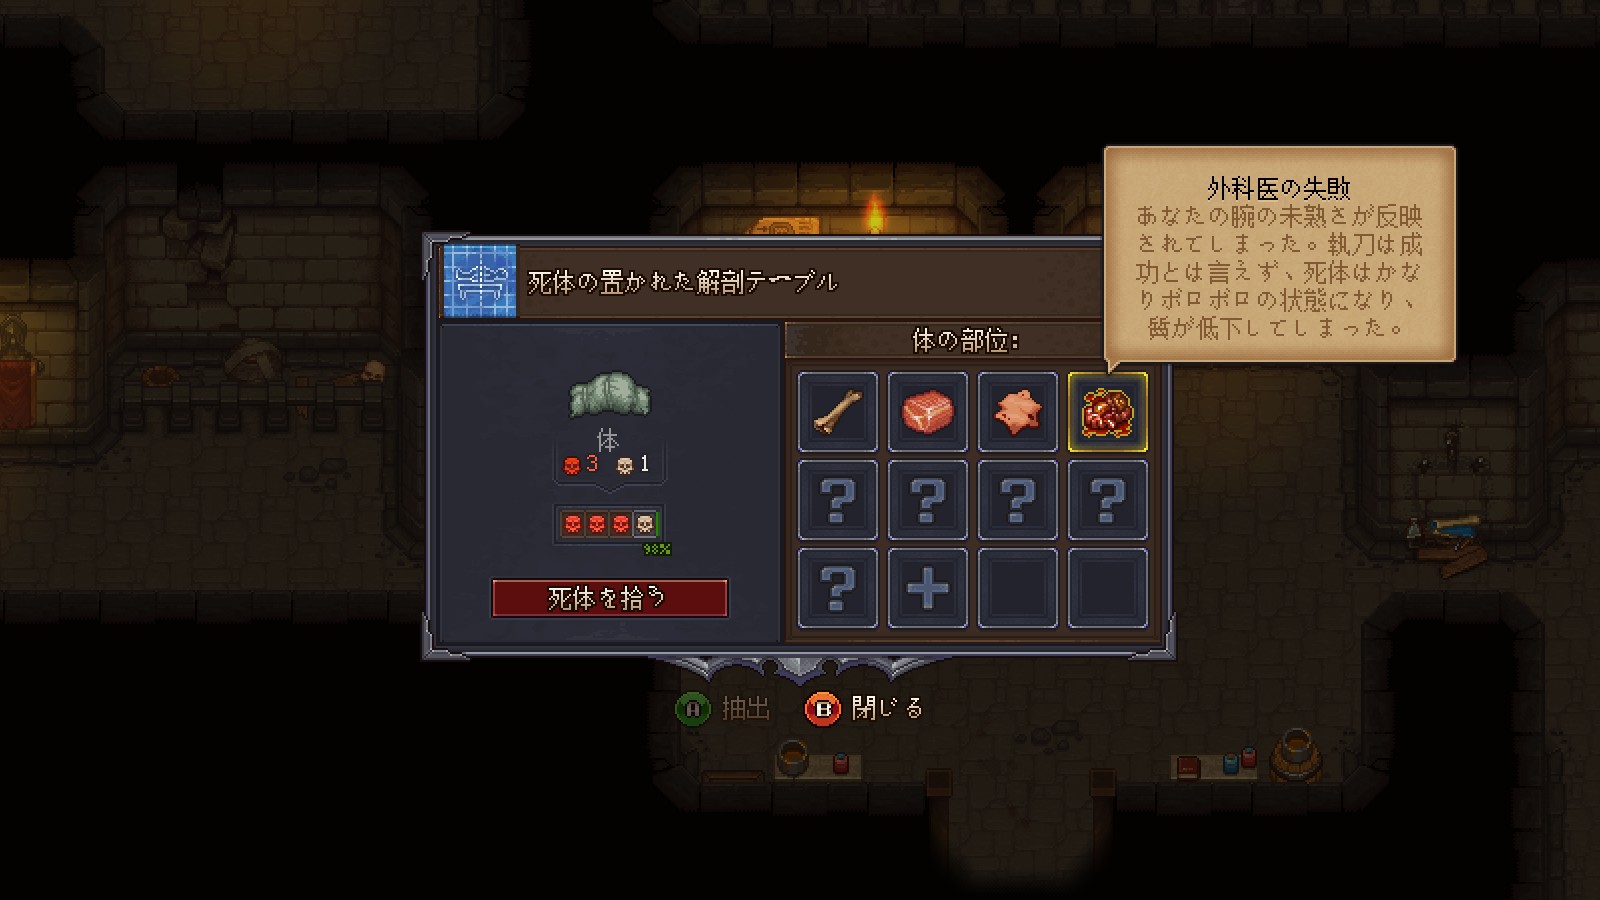 外科医の失敗
あなたの腕の未熟さが反映
されてしまった。執刀は成
功とは言えず、死体はかな
りボロボロの状態になり、
質が低下してしまった。
死体の置かれた解剖テーブル
体の部位:
体
3 1
98%
死体を拾う
A 抽出 B 閉じる